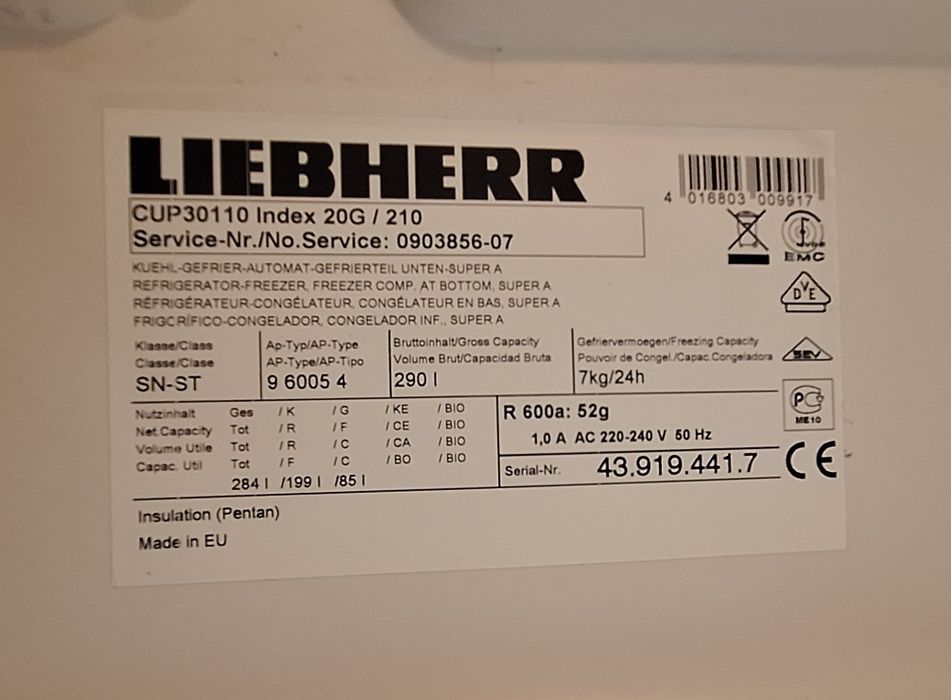 LIEBHERR
4 016803 009917
CUP30110 Index 20G / 210
Service-Nr./No.Service: 0903856-07
EMC
KUEHL-GEFRIER-AUTOMAT-GEFRIERTEIL UNTEN-SUPER A
REFRIGERATOR-FREEZER, FREEZER COMP. AT BOTTOM, SUPER A
RÉFRIGÉRATEUR-CONGÉLATEUR, CONGÉLATEUR EN BAS, SUPER A
FRIGCRÍFICO-CONGELADOR, CONGELADOR INF., SUPER A
DVE
Klasse/Class
Classe/Clase
SN-ST
Ap-Typ/AP-Type
AP-Type/AP-Tipo
9 6005 4
Bruttoinhalt/Gross Capacity
Volume Brut/Capacidad Bruta
290 l
Gefriervermoegen/Freezing Capacity
Pouvoir de Congel./Capac.Congeladora
7kg/24h
SEV
Nutzinhalt Ges / K / G / KE / BIO
Net.Capacity Tot / R / F / CE / BIO
Volume Utile Tot / R / C / CA / BIO
Capac. Util Tot / F / C / BO / BIO
284 l /199 l /85 l
R 600a: 52g
1,0 A AC 220-240 V 50 Hz
Serial-Nr. 43.919.441.7
PC
ME10
CE
Insulation (Pentan)
Made in EU